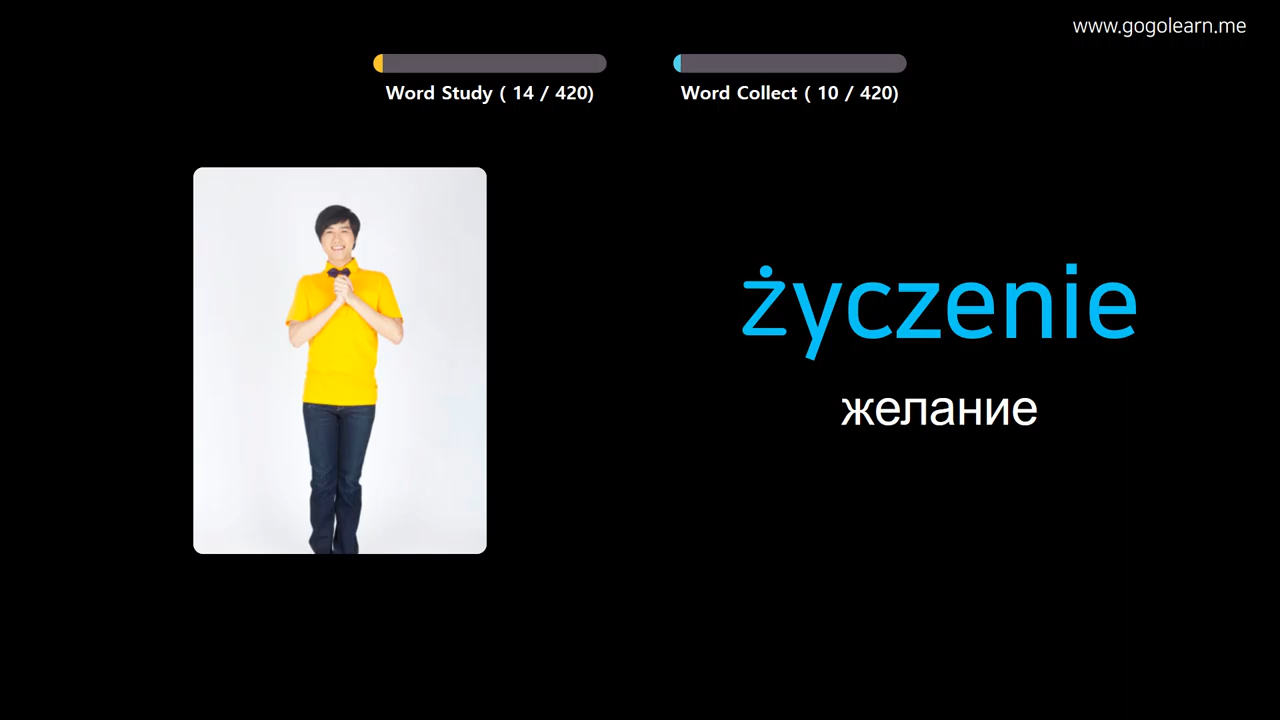 www.gogolearn.me
Word Study ( 14 / 420)
Word Collect ( 10 / 420)
życzenie
желание